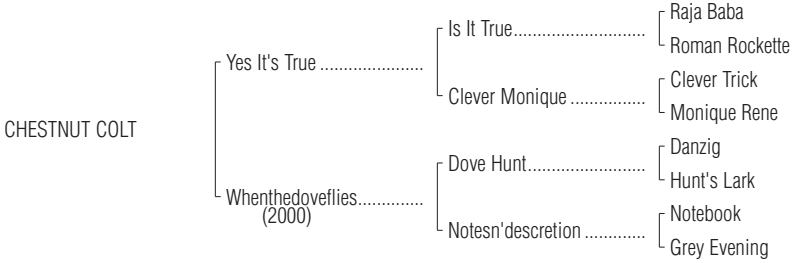 Raja Baba
Is It True............................
Roman Rockette
Yes It's True ......................
Clever Trick
Clever Monique ................
Monique Rene
CHESTNUT COLT
Danzig
Dove Hunt.........................
Hunt's Lark
Whenthedoveflies..............
(2000)
Notebook
Notesn'descretion .............
Grey Evening